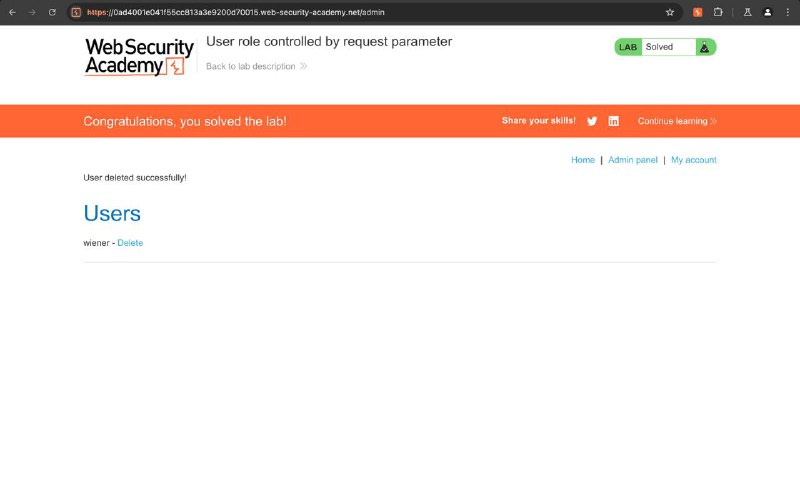 https://0ad4001e041f55cc813a3e9200d70015.web-security-academy.net/admin
Web Security
Academy
User role controlled by request parameter
Back to lab description
LAB Solved
Congratulations, you solved the lab!
Share your skills!
Continue learning
Home | Admin panel | My account
User deleted successfully!
Users
wiener - Delete